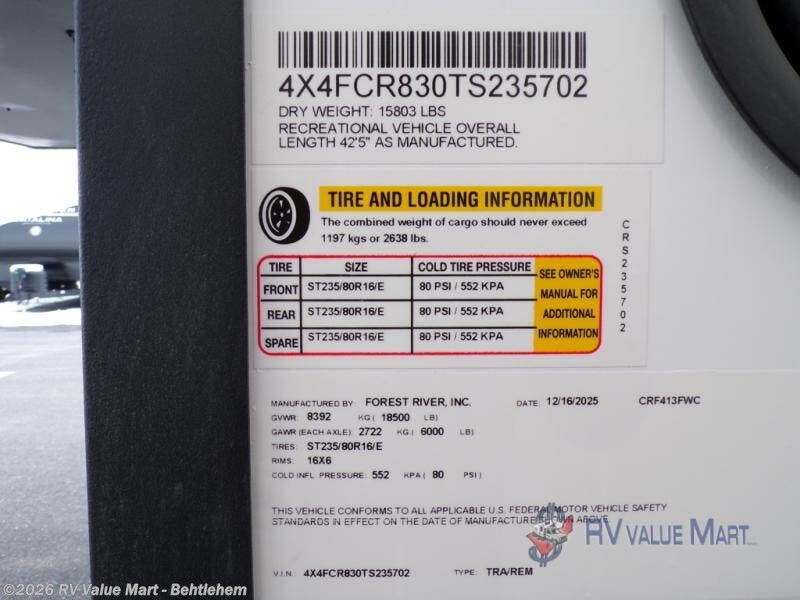 4X4FCR830TS235702
DRY WEIGHT: 15803 LBS
RECREATIONAL VEHICLE OVERALL
LENGTH 42'5" AS MANUFACTURED.
TIRE AND LOADING INFORMATION
The combined weight of cargo should never exceed
1197 kgs or 2638 lbs.
CRS235702
TIRE SIZE COLD TIRE PRESSURE
FRONT ST235/80R16/E 80 PSI / 552 KPA
REAR ST235/80R16/E 80 PSI / 552 KPA
SPARE ST235/80R16/E 80 PSI / 552 KPA
SEE OWNER'S
MANUAL FOR
ADDITIONAL
INFORMATION
MANUFACTURED BY: FOREST RIVER, INC. DATE: 12/16/2025 CRF413FWC
GVWR: 8392 KG ( 18500 LB)
GAWR (EACH AXLE): 2722 KG ( 6000 LB)
TIRES: ST235/80R16/E
RIMS: 16X6
COLD INFL. PRESSURE: 552 KPA ( 80 PSI )
THIS VEHICLE CONFORMS TO ALL APPLICABLE U.S. FEDERAL MOTOR VEHICLE SAFETY
STANDARDS IN EFFECT ON THE DATE OF MANUFACTURE SHOWN ABOVE.
RV VALUE MART
V.I.N.: 4X4FCR830TS235702 TYPE: TRA/REM
©2026 RV Value Mart - Behtlehem